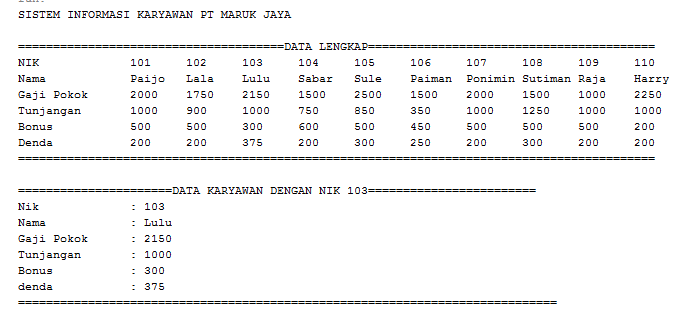 run:
SISTEM INFORMASI KARYAWAN PT MARUK JAYA
======================================DATA LENGKAP=========================================
NIK 101 102 103 104 105 106 107 108 109 110
Nama Paijo Lala Lulu Sabar Sule Paiman Ponimin Sutiman Raja Harry
Gaji Pokok 2000 1750 2150 1500 2500 1500 2000 1500 1000 2250
Tunjangan 1000 900 1000 750 850 350 1000 1250 1000 1000
Bonus 500 500 300 600 500 450 500 500 500 200
Denda 200 200 375 200 300 250 200 300 200 200
===========================================================================================
======================DATA KARYAWAN DENGAN NIK 103========================
Nik : 103
Nama : Lulu
Gaji Pokok : 2150
Tunjangan : 1000
Bonus : 300
denda : 375
=============================================================================